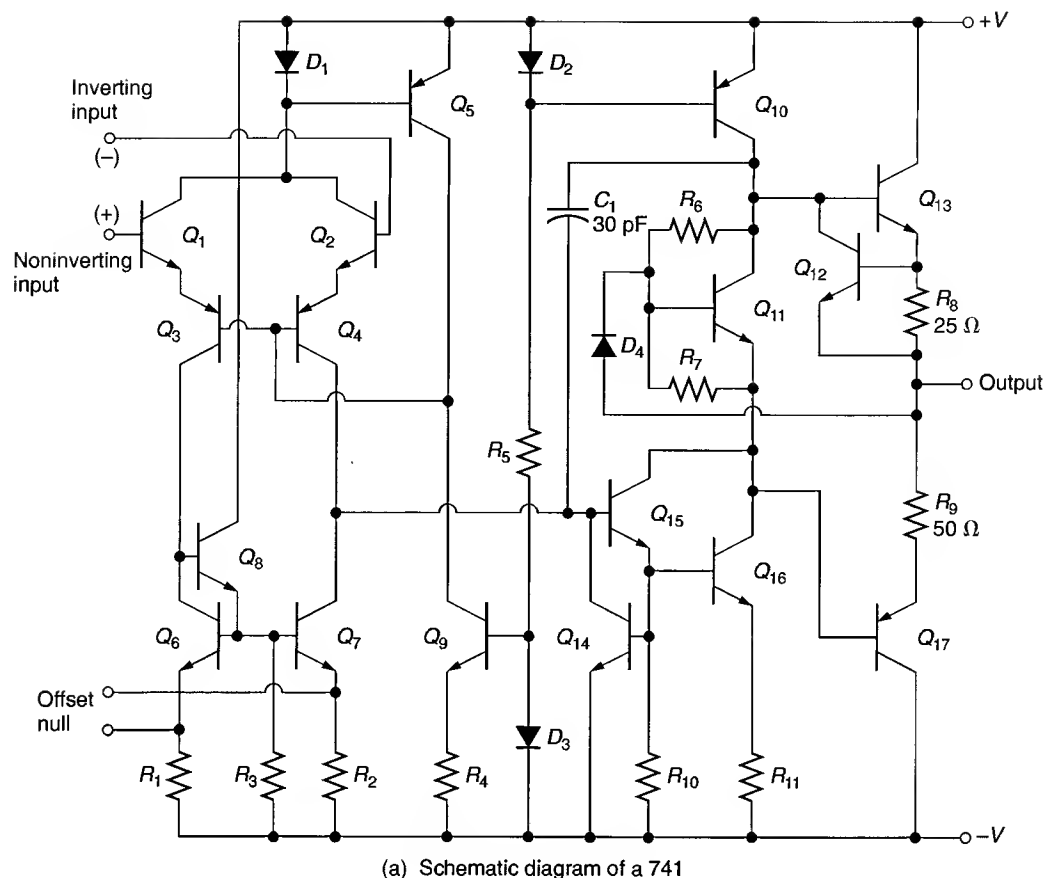 +V
D1
D2
Inverting
input
(–)
Q5
Q10
(+)
Q1
Q2
C1
30 pF
R6
Q13
Noninverting
input
Q12
Q3
Q4
Q11
R8
25 Ω
D4
R7
Output
R5
Q15
R9
50 Ω
Q8
Q16
Q6
Q7
Q9
Q14
Q17
Offset
null
D3
R1
R3
R2
R4
R10
R11
–V
(a) Schematic diagram of a 741